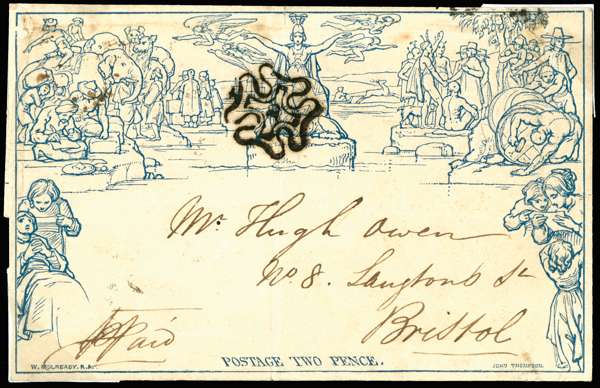 Mr. Hugh Owen
No. 8. Langtons St
Bristol
Paid
POSTAGE TWO PENCE.
W. MULREADY. R.A.
JOHN THOMPSON.